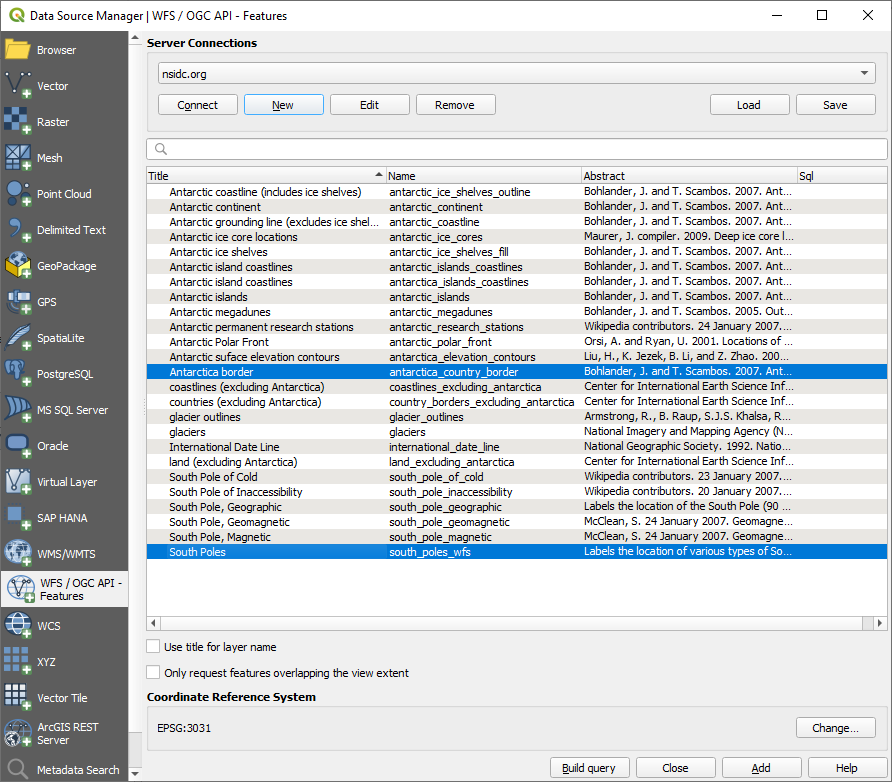 Data Source Manager | WFS / OGC API - Features
Browser
Vector
Raster
Mesh
Point Cloud
Delimited Text
GeoPackage
GPS
SpatiaLite
PostgreSQL
MS SQL Server
Oracle
Virtual Layer
SAP HANA
WMS/WMTS
WFS / OGC API -
Features
WCS
XYZ
Vector Tile
ArcGIS REST
Server
Metadata Search
Server Connections
nsidc.org
Connect New Edit Remove Load Save
Title Name Abstract Sql
Antarctic coastline (includes ice shelves) antarctic_ice_shelves_outline Bohlander, J. and T. Scambos. 2007. Ant...
Antarctic continent antarctic_continent Bohlander, J. and T. Scambos. 2007. Ant...
Antarctic grounding line (excludes ice shel... antarctic_coastline Bohlander, J. and T. Scambos. 2007. Ant...
Antarctic ice core locations antarctic_ice_cores Maurer, J. compiler. 2009. Deep ice core l...
Antarctic ice shelves antarctic_ice_shelves_fill Bohlander, J. and T. Scambos. 2007. Ant...
Antarctic island coastlines antarctic_islands_coastlines Bohlander, J. and T. Scambos. 2007. Ant...
Antarctic island coastlines antarctica_islands_coastlines Bohlander, J. and T. Scambos. 2007. Ant...
Antarctic islands antarctic_islands Bohlander, J. and T. Scambos. 2007. Ant...
Antarctic megadunes antarctic_megadunes Bohlander, J. and T. Scambos. 2005. Out...
Antarctic permanent research stations antarctic_research_stations Wikipedia contributors. 24 January 2007....
Antarctic Polar Front antarctic_polar_front Orsi, A. and Ryan, U. 2001. Locations of ...
Antarctic suface elevation contours antarctica_elevation_contours Liu, H., K. Jezek, B. Li, and Z. Zhao. 200...
Antarctica border antarctica_country_border Bohlander, J. and T. Scambos. 2007. Ant...
coastlines (excluding Antarctica) coastlines_excluding_antarctica Center for International Earth Science Inf...
countries (excluding Antarctica) country_borders_excluding_antarctica Center for International Earth Science Inf...
glacier outlines glacier_outlines Armstrong, R., B. Raup, S.J.S. Khalsa, R...
glaciers glaciers National Imagery and Mapping Agency (N...
International Date Line international_date_line National Geographic Society. 1992. Natio...
land (excluding Antarctica) land_excluding_antarctica Center for International Earth Science Inf...
South Pole of Cold south_pole_of_cold Wikipedia contributors. 23 January 2007....
South Pole of Inaccessibility south_pole_inaccessibility Wikipedia contributors. 20 January 2007....
South Pole, Geographic south_pole_geographic Labels the location of the South Pole (90 ...
South Pole, Geomagnetic south_pole_geomagnetic McClean, S. 24 January 2007. Geomagne...
South Pole, Magnetic south_pole_magnetic McClean, S. 24 January 2007. Geomagne...
South Poles south_poles_wfs Labels the location of various types of So...
Use title for layer name
Only request features overlapping the view extent
Coordinate Reference System
EPSG:3031 Change...
Build query Close Add Help